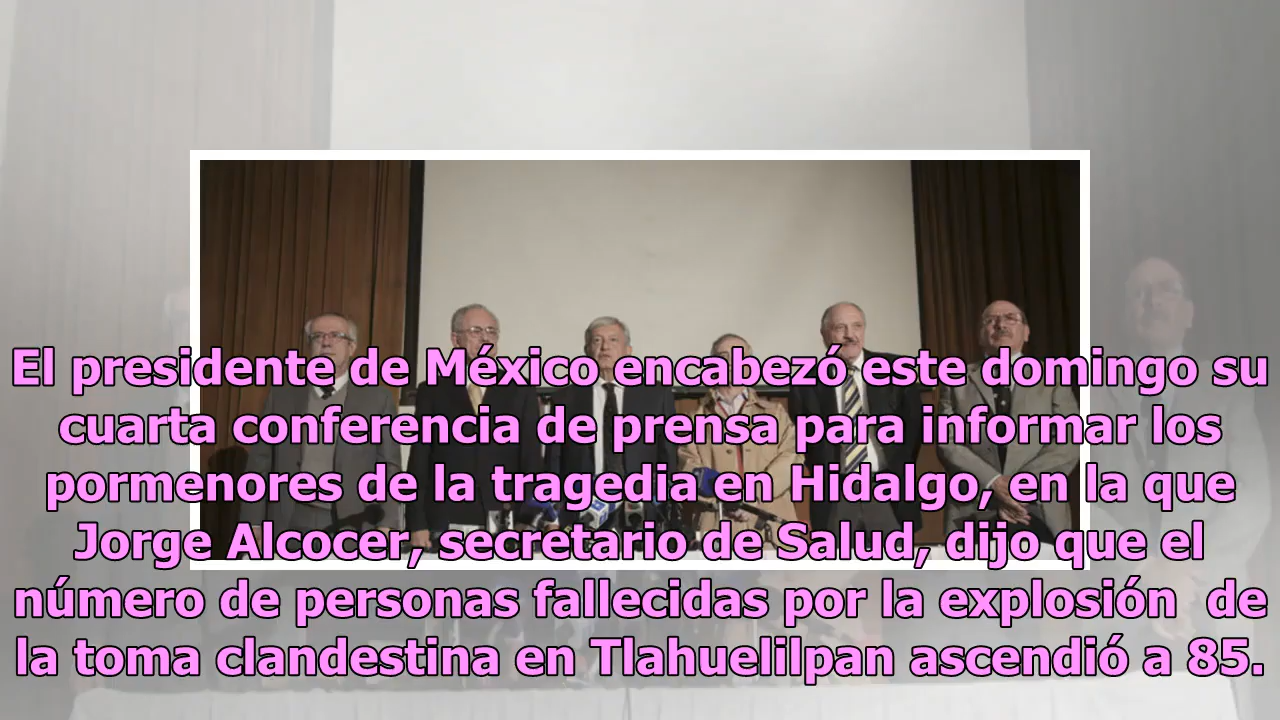 El presidente de México encabezó este domingo su
cuarta conferencia de prensa para informar los
pormenores de la tragedia en Hidalgo, en la que
Jorge Alcocer, secretario de Salud, dijo que el
número de personas fallecidas por la explosión  de
la toma clandestina en Tlahuelilpan ascendió a 85.